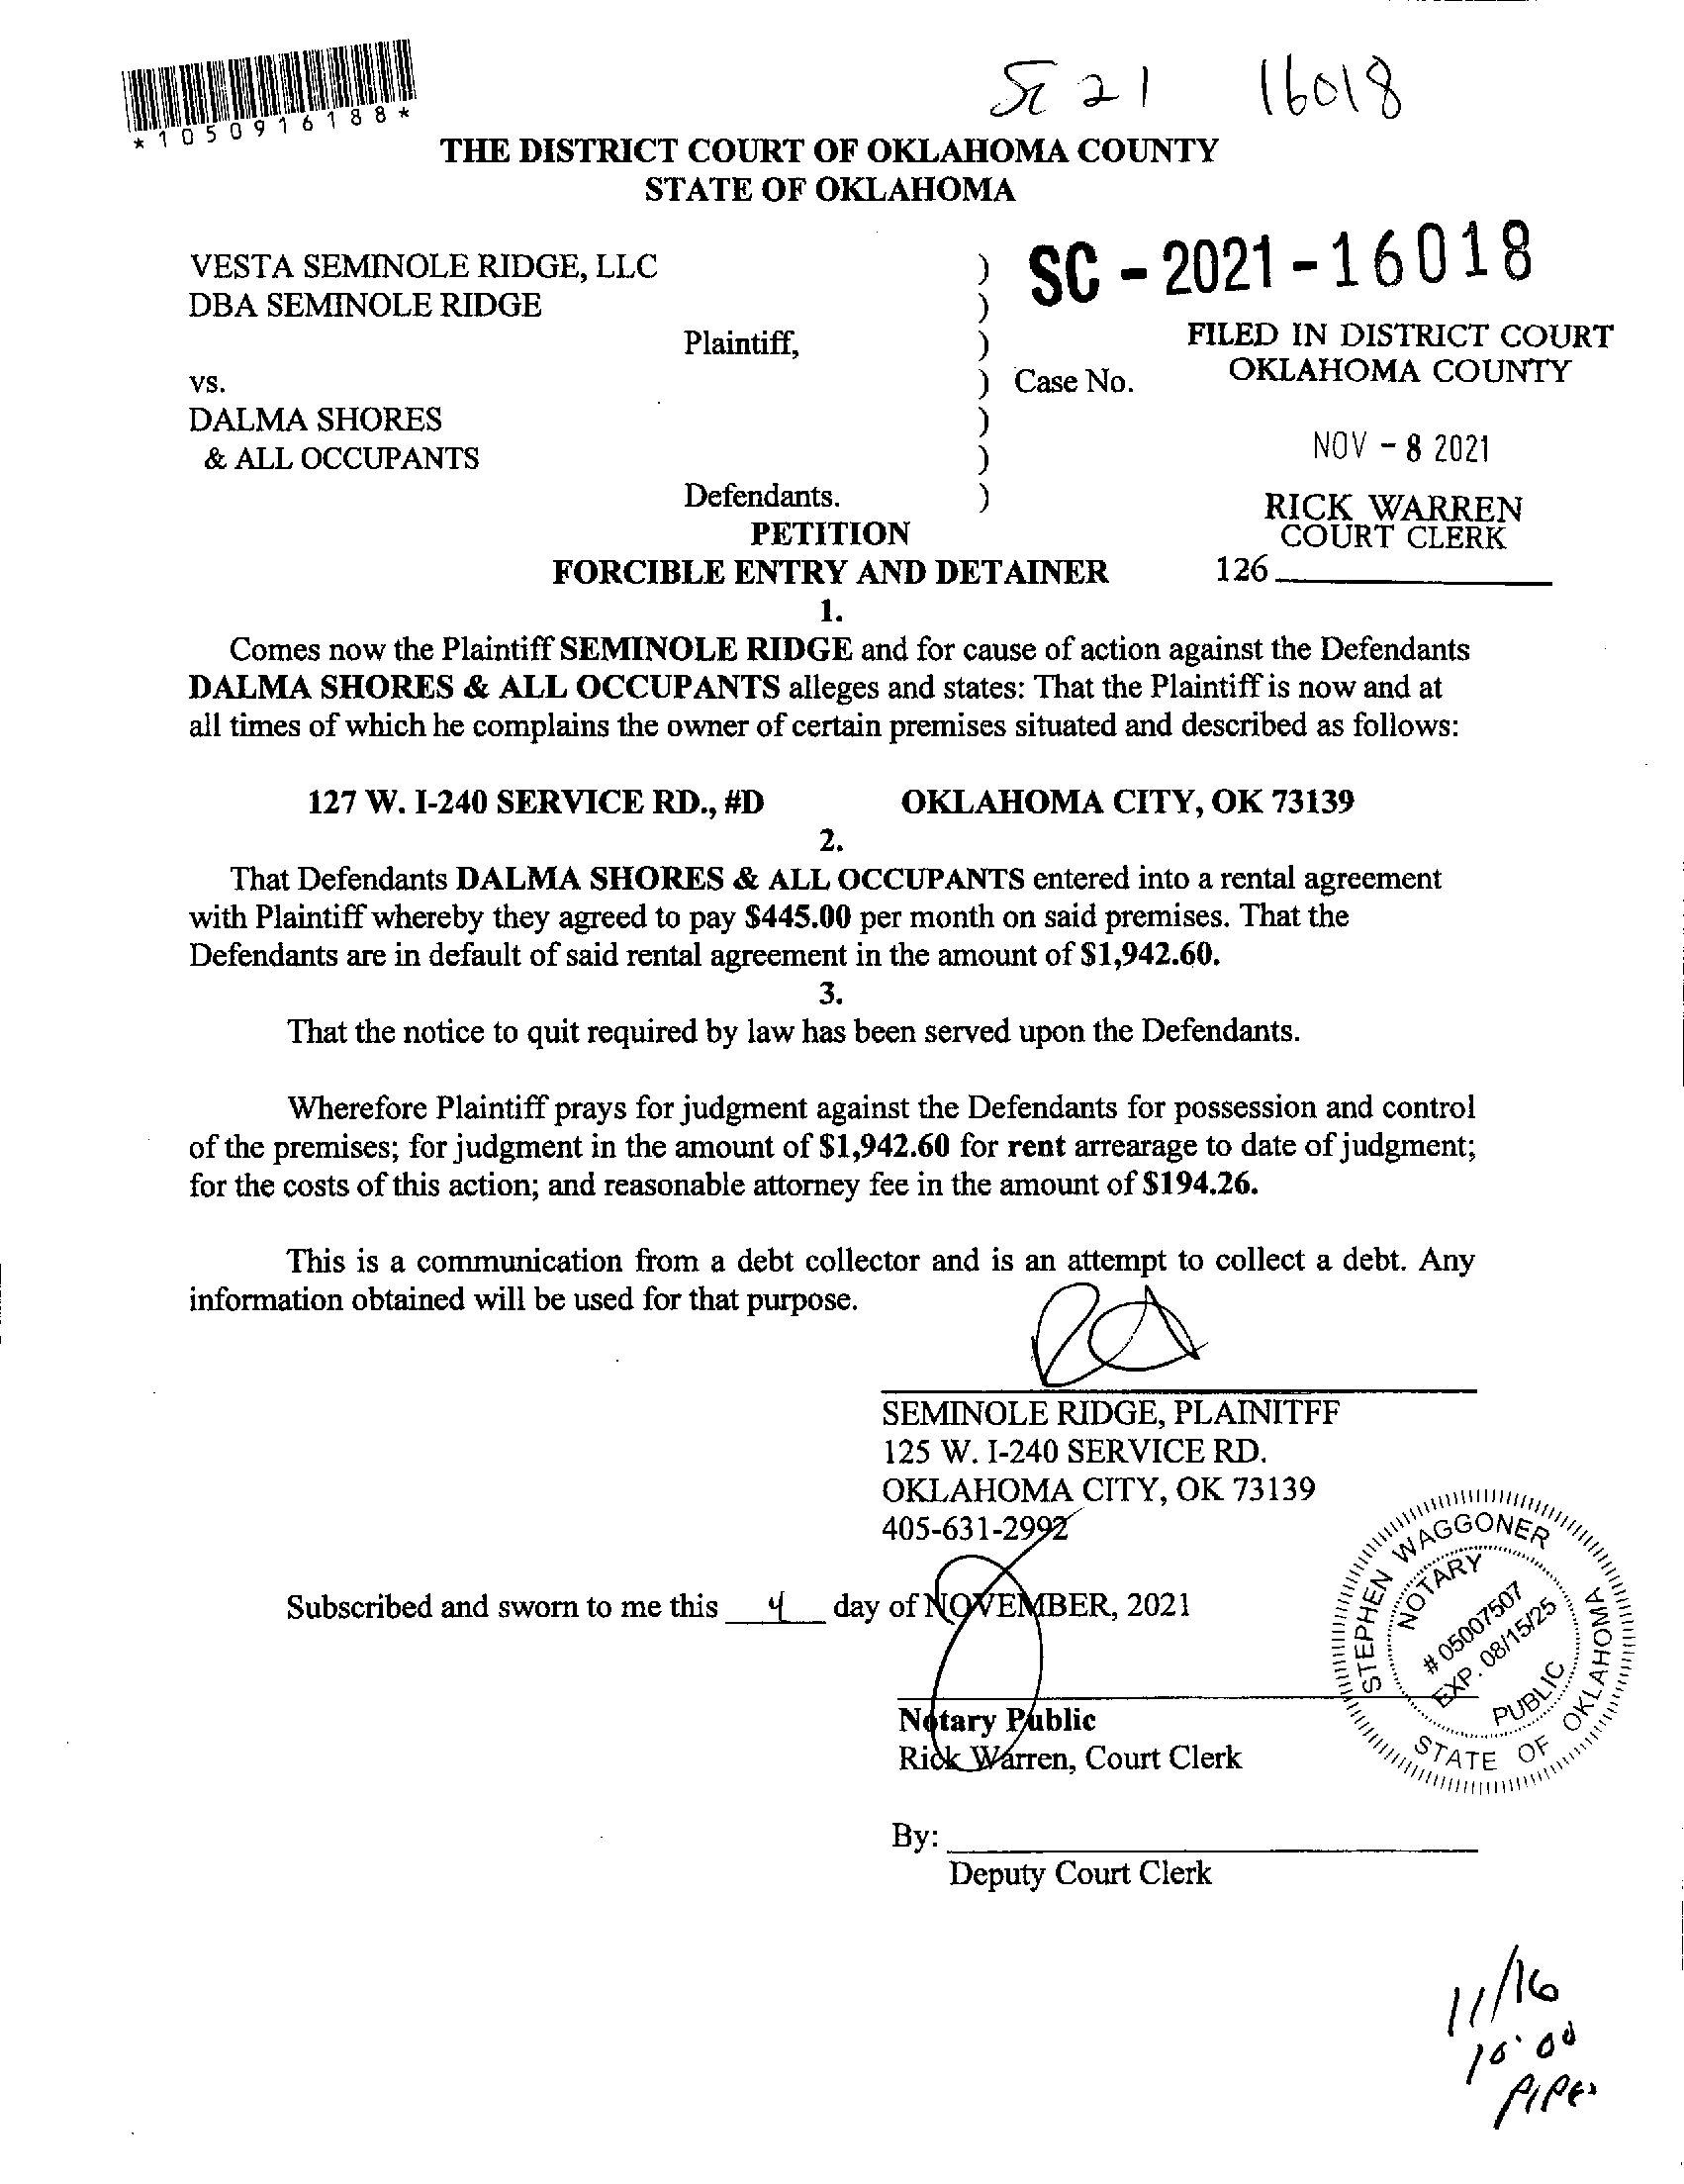 SC 21 16018
*1050916188*
THE DISTRICT COURT OF OKLAHOMA COUNTY
STATE OF OKLAHOMA
SC - 2021 - 16018
VESTA SEMINOLE RIDGE, LLC )
DBA SEMINOLE RIDGE )
Plaintiff, )
vs. ) Case No.
DALMA SHORES )
& ALL OCCUPANTS )
Defendants. )
FILED IN DISTRICT COURT
OKLAHOMA COUNTY
NOV - 8 2021
RICK WARREN
COURT CLERK
126
PETITION
FORCIBLE ENTRY AND DETAINER
1.
Comes now the Plaintiff SEMINOLE RIDGE and for cause of action against the Defendants
DALMA SHORES & ALL OCCUPANTS alleges and states: That the Plaintiff is now and at
all times of which he complains the owner of certain premises situated and described as follows:
127 W. I-240 SERVICE RD., #D OKLAHOMA CITY, OK 73139
2.
That Defendants DALMA SHORES & ALL OCCUPANTS entered into a rental agreement
with Plaintiff whereby they agreed to pay $445.00 per month on said premises. That the
Defendants are in default of said rental agreement in the amount of $1,942.60.
3.
That the notice to quit required by law has been served upon the Defendants.
Wherefore Plaintiff prays for judgment against the Defendants for possession and control
of the premises; for judgment in the amount of $1,942.60 for rent arrearage to date of judgment;
for the costs of this action; and reasonable attorney fee in the amount of $194.26.
This is a communication from a debt collector and is an attempt to collect a debt. Any
information obtained will be used for that purpose.
SEMINOLE RIDGE, PLAINITFF
125 W. I-240 SERVICE RD.
OKLAHOMA CITY, OK 73139
405-631-2992
Subscribed and sworn to me this 4 day of NOVEMBER, 2021
STEPHEN WAGGONER
NOTARY
# 05007507
EXP. 08/15/25
PUBLIC
STATE OF OKLAHOMA
Notary Public
Rick Warren, Court Clerk
By:
Deputy Court Clerk
11/16
10:00